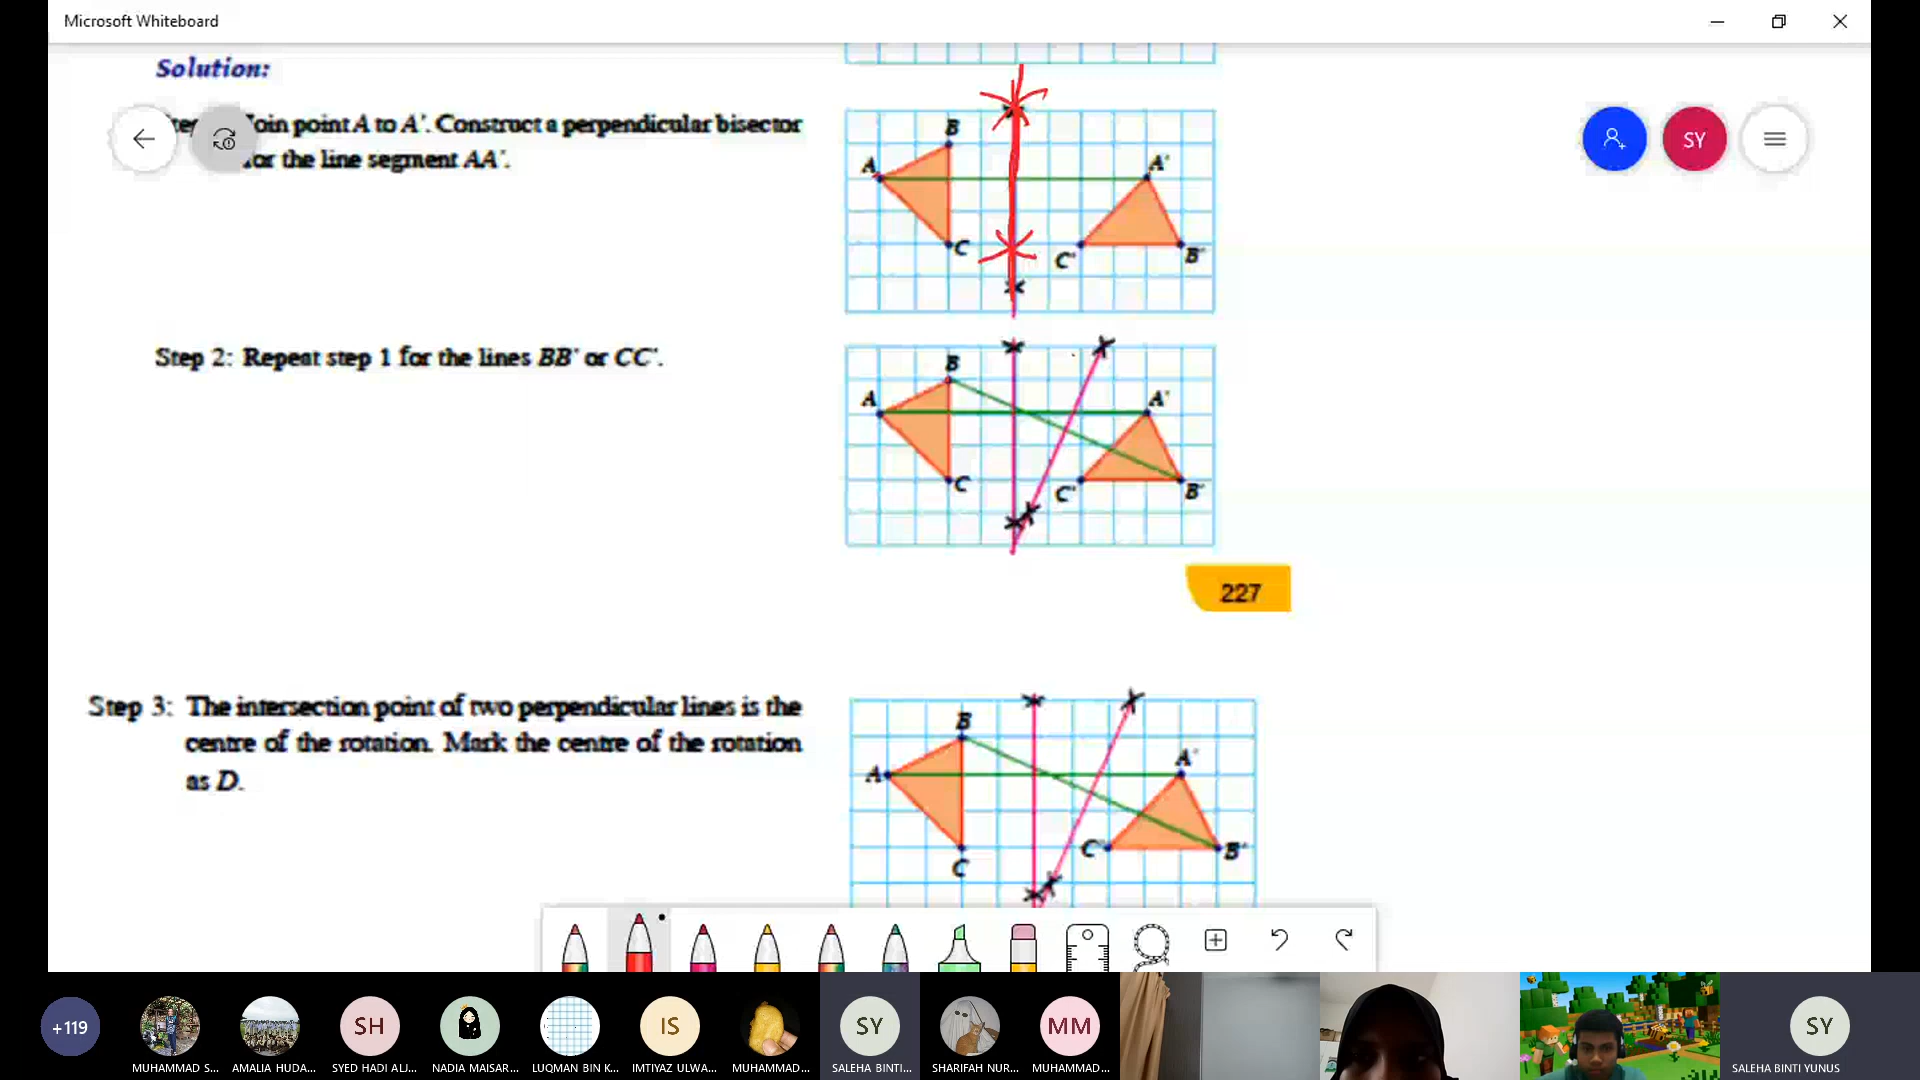 Microsoft Whiteboard
Solution:
Join point A to A'. Construct a perpendicular bisector
for the line segment AA'.
B
A
A'
C
C'
B'
SY
Step 2: Repeat step 1 for the lines BB' or CC'.
B
A
A'
C
C'
B'
227
Step 3: The intersection point of two perpendicular lines is the
centre of the rotation. Mark the centre of the rotation
as D.
B
A
A'
C
C'
B'
+119
SH
IS
SY
MM
SY
MUHAMMAD S...
AMALIA HUDA...
SYED HADI ALJ...
NADIA MAISAR...
LUQMAN BIN K...
IMTIYAZ ULWA...
MUHAMMAD...
SALEHA BINTI...
SHARIFAH NUR...
MUHAMMAD...
SALEHA BINTI YUNUS